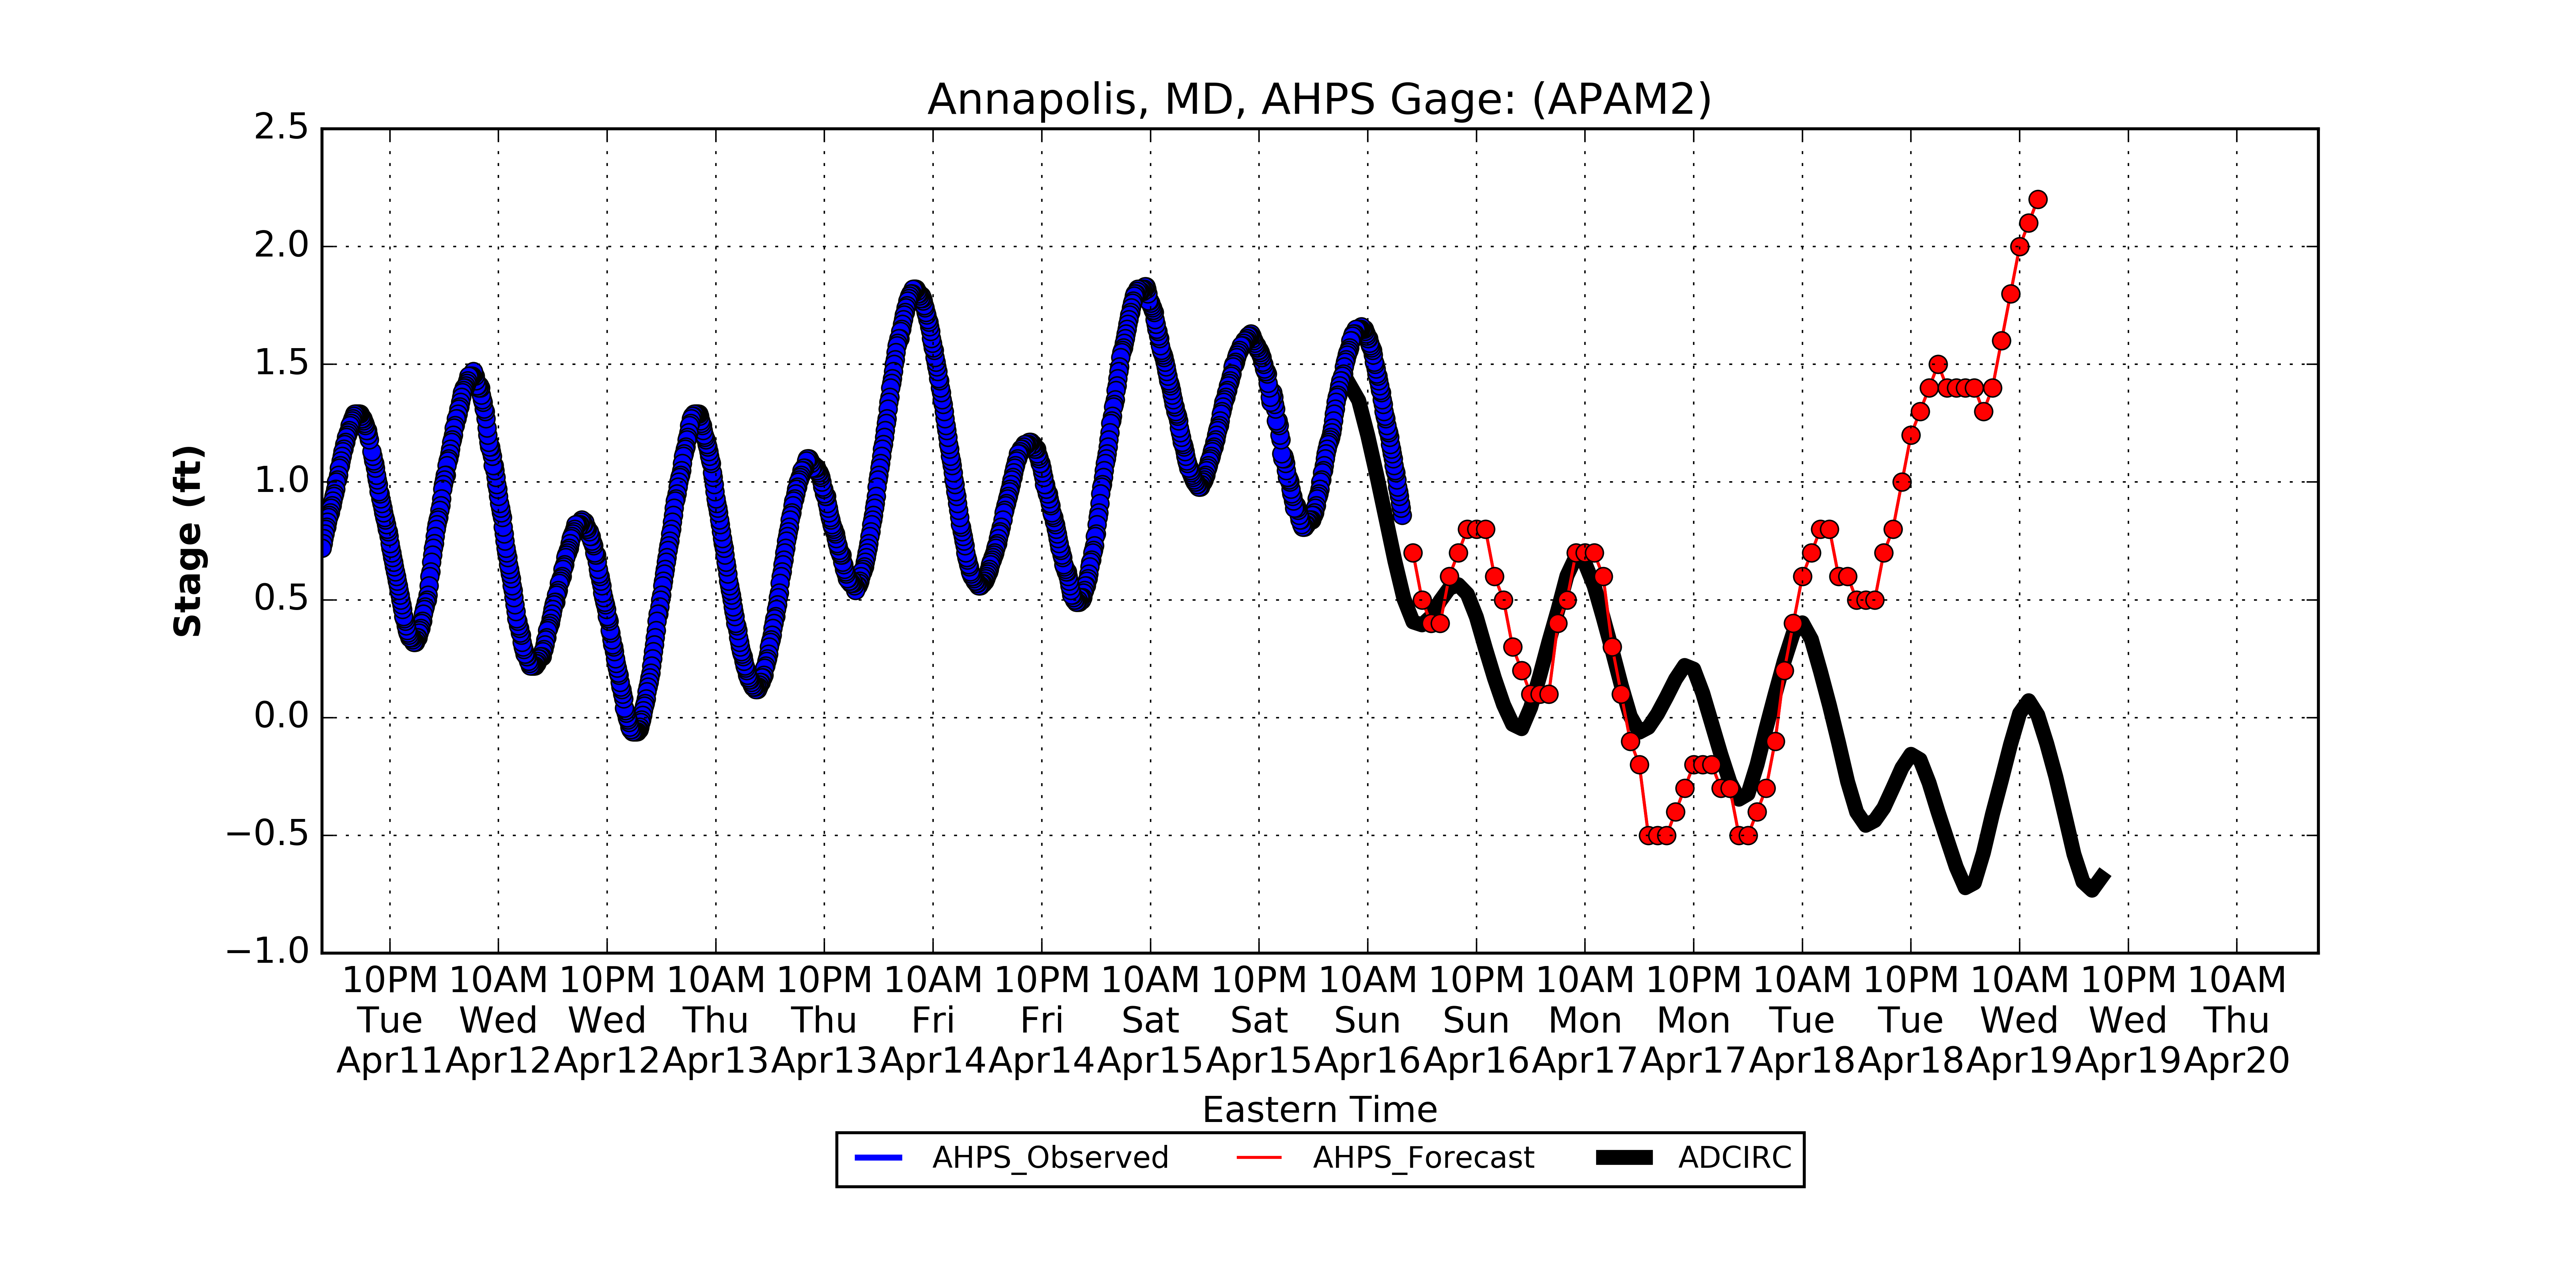 Annapolis, MD, AHPS Gage: (APAM2)
2.5
2.0
1.5
1.0
0.5
0.0
−0.5
−1.0
Stage (ft)
10PM 10AM 10PM 10AM 10PM 10AM 10PM 10AM 10PM 10AM 10PM 10AM 10PM 10AM 10PM 10AM 10PM 10AM
Tue Wed Wed Thu Thu Fri Fri Sat Sat Sun Sun Mon Mon Tue Tue Wed Wed Thu
Apr11 Apr12 Apr12 Apr13 Apr13 Apr14 Apr14 Apr15 Apr15 Apr16 Apr16 Apr17 Apr17 Apr18 Apr18 Apr19 Apr19 Apr20
Eastern Time
AHPS_Observed AHPS_Forecast ADCIRC